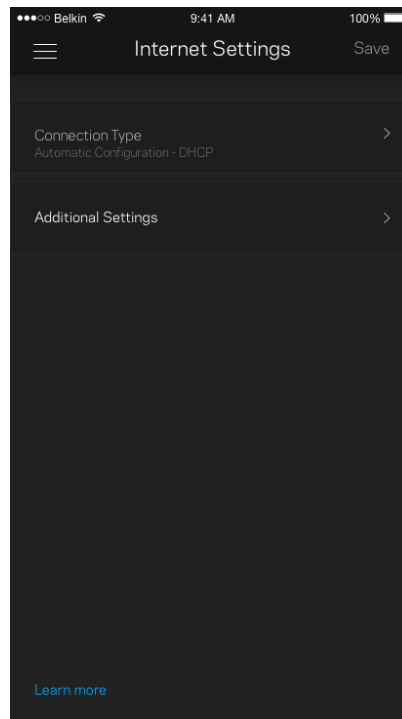 Belkin 9:41 AM 100%
Internet Settings Save
Connection Type
Automatic Configuration - DHCP
Additional Settings
Learn more